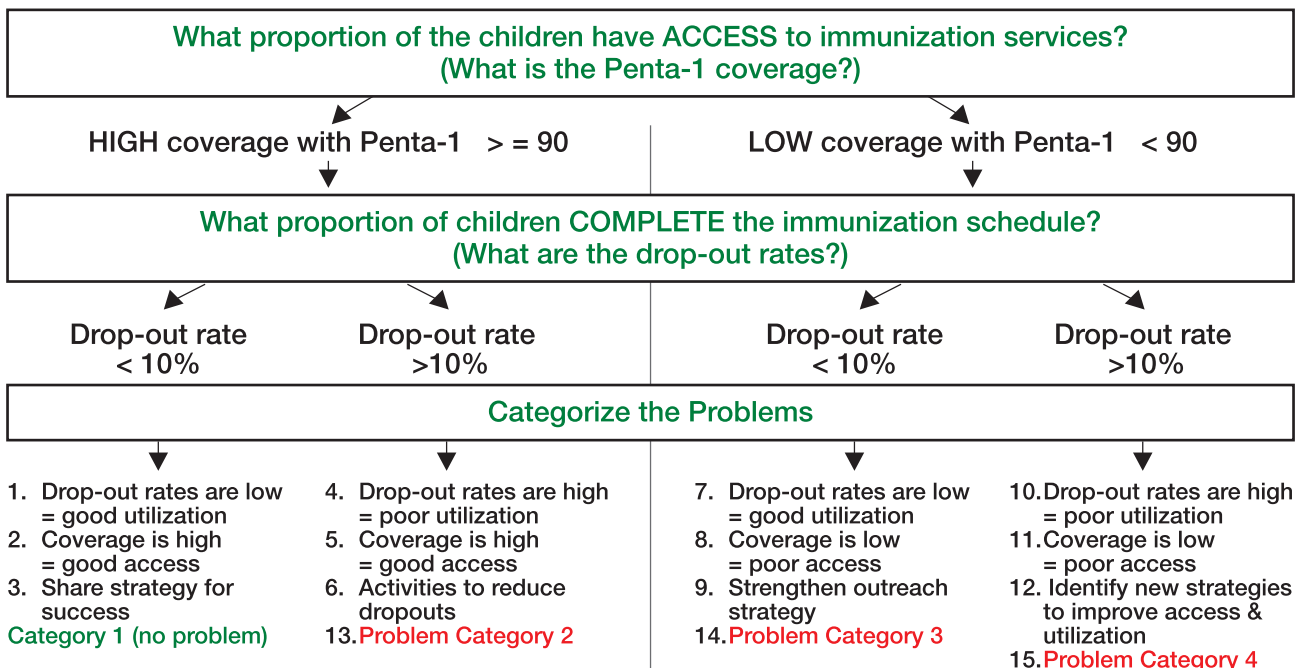 What proportion of the children have ACCESS to immunization services?
(What is the Penta-1 coverage?)
HIGH coverage with Penta-1 > = 90
LOW coverage with Penta-1 < 90
What proportion of children COMPLETE the immunization schedule?
(What are the drop-out rates?)
Drop-out rate
< 10%
Drop-out rate
>10%
Drop-out rate
< 10%
Drop-out rate
>10%
Categorize the Problems
1. Drop-out rates are low
= good utilization
2. Coverage is high
= good access
3. Share strategy for
success
Category 1 (no problem)
4. Drop-out rates are high
= poor utilization
5. Coverage is high
= good access
6. Activities to reduce
dropouts
13. Problem Category 2
7. Drop-out rates are low
= good utilization
8. Coverage is low
= poor access
9. Strengthen outreach
strategy
14. Problem Category 3
10. Drop-out rates are high
= poor utilization
11. Coverage is low
= poor access
12. Identify new strategies
to improve access &
utilization
15. Problem Category 4